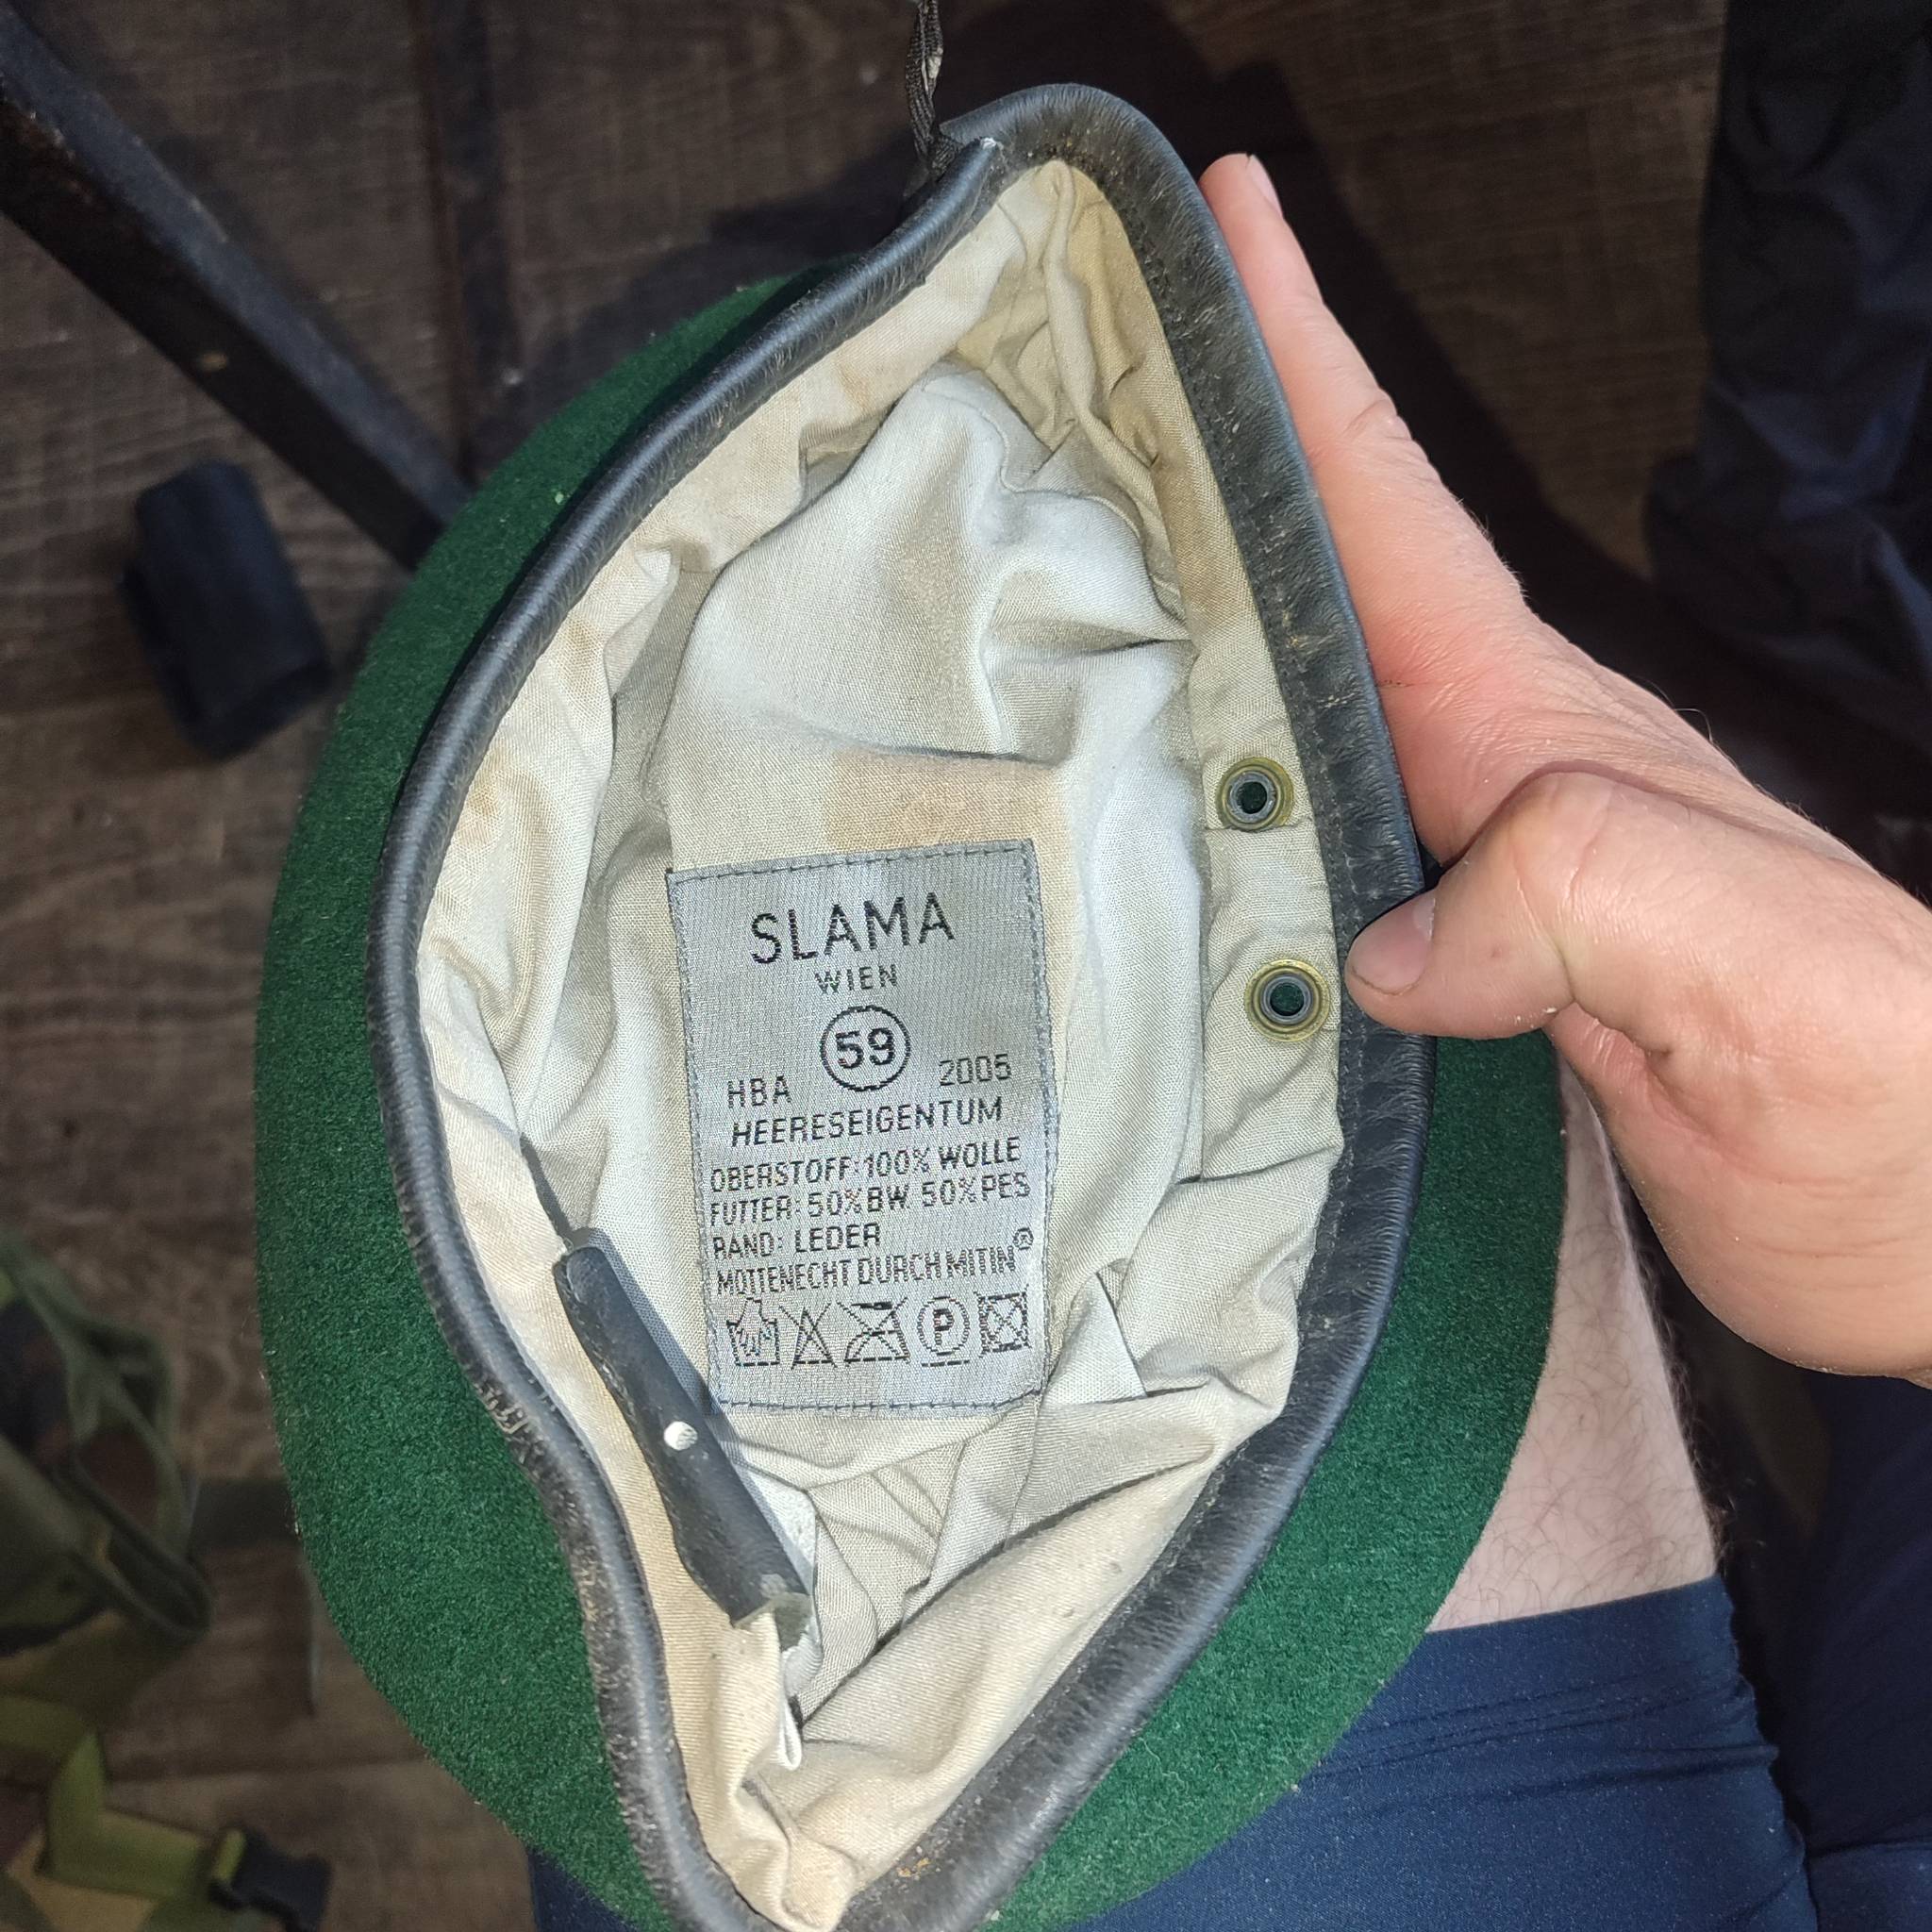 SLAMA
WIEN
59
HBA 2005
HEERESEIGENTUM
OBERSTOFF:100% WOLLE
FUTTER: 50%BW. 50%PES
RAND: LEDER
MOTTENECHT DURCH MITIN®
P